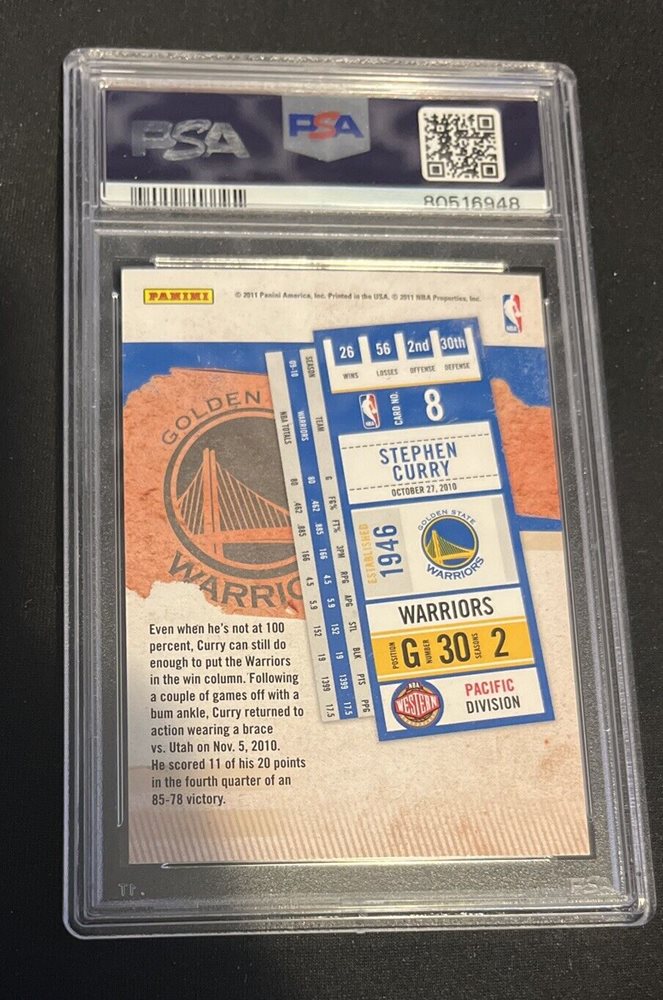 PSA
PSA
80516948
PANINI
© 2011 Panini America, Inc. Printed in the USA. © 2011 NBA Properties, Inc.
NBA
26 56 2nd 30th
WINS LOSSES OFFENSE DEFENSE
NBA
CARD NO. 8
STEPHEN
CURRY
OCTOBER 27, 2010
ESTABLISHED
1946
GOLDEN STATE
WARRIORS
WARRIORS
POSITION G NUMBER 30 SEASONS 2
NBA
WESTERN
PACIFIC
DIVISION
SEASON TEAM G FG% FT% 3PM RPG APG STL BLK PTS PPG
09-10 WARRIORS 80 .462 .885 166 4.5 5.9 152 19 1399 17.5
NBA TOTALS 80 .462 .885 166 4.5 5.9 152 19 1399 17.5
GOLDEN
WARRIO
Even when he's not at 100
percent, Curry can still do
enough to put the Warriors
in the win column. Following
a couple of games off with a
bum ankle, Curry returned to
action wearing a brace
vs. Utah on Nov. 5, 2010.
He scored 11 of his 20 points
in the fourth quarter of an
85-78 victory.